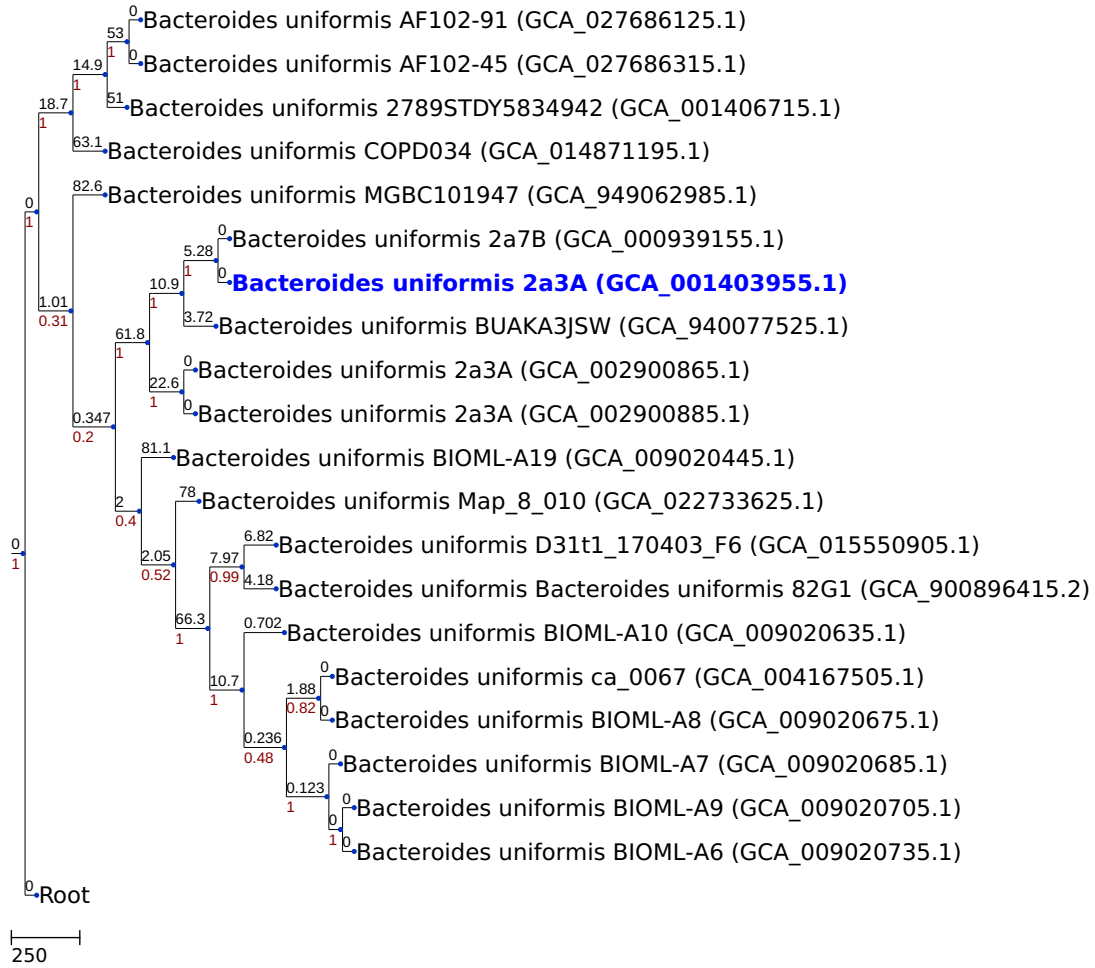 0
Bacteroides uniformis AF102-91 (GCA_027686125.1)
53
1
0
Bacteroides uniformis AF102-45 (GCA_027686315.1)
14.9
1
51
Bacteroides uniformis 2789STDY5834942 (GCA_001406715.1)
18.7
1
63.1
Bacteroides uniformis COPD034 (GCA_014871195.1)
82.6
Bacteroides uniformis MGBC101947 (GCA_949062985.1)
0
1
0
Bacteroides uniformis 2a7B (GCA_000939155.1)
5.28
1
0
Bacteroides uniformis 2a3A (GCA_001403955.1)
10.9
1
1.01
0.31
3.72
Bacteroides uniformis BUAKA3JSW (GCA_940077525.1)
61.8
1
0
Bacteroides uniformis 2a3A (GCA_002900865.1)
22.6
1
0
Bacteroides uniformis 2a3A (GCA_002900885.1)
0.347
0.2
81.1
Bacteroides uniformis BIOML-A19 (GCA_009020445.1)
2
0.4
78
Bacteroides uniformis Map_8_010 (GCA_022733625.1)
0
1
6.82
Bacteroides uniformis D31t1_170403_F6 (GCA_015550905.1)
2.05
0.52
7.97
0.99
4.18
Bacteroides uniformis Bacteroides uniformis 82G1 (GCA_900896415.2)
66.3
1
0.702
Bacteroides uniformis BIOML-A10 (GCA_009020635.1)
10.7
1
0
Bacteroides uniformis ca_0067 (GCA_004167505.1)
1.88
0.82
0
Bacteroides uniformis BIOML-A8 (GCA_009020675.1)
0.236
0.48
0
Bacteroides uniformis BIOML-A7 (GCA_009020685.1)
0.123
1
0
Bacteroides uniformis BIOML-A9 (GCA_009020705.1)
0
1
0
Bacteroides uniformis BIOML-A6 (GCA_009020735.1)
0
Root
250